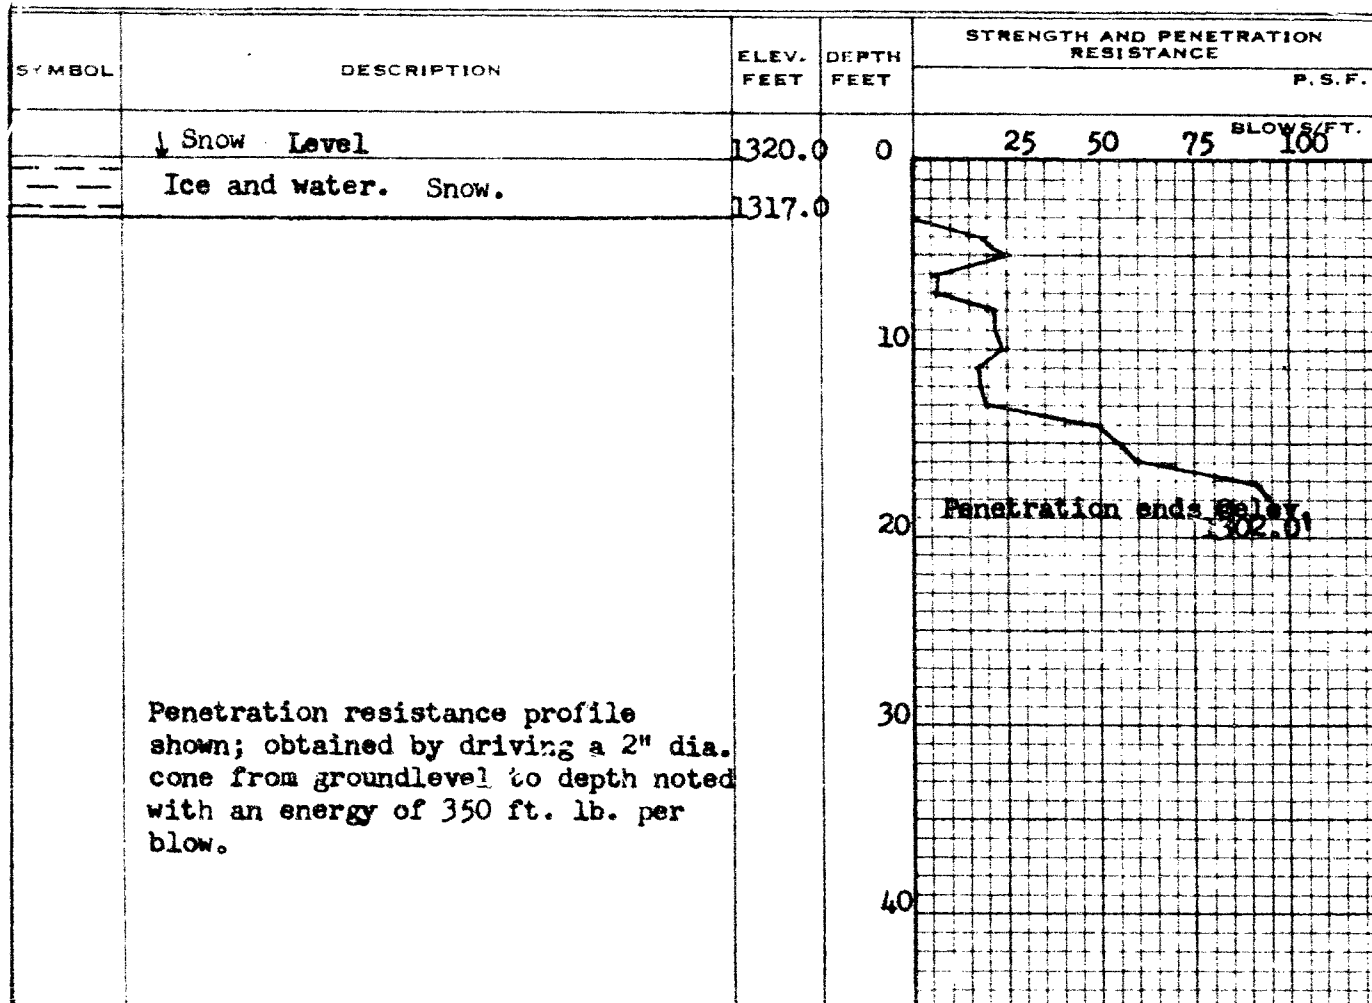 SYMBOL
DESCRIPTION
ELEV. FEET
DEPTH FEET
STRENGTH AND PENETRATION
RESISTANCE
P.S.F.
BLOWS/FT.
25 50 75 100
Snow Level
1320.0 0
Ice and water. Snow.
1317.0
10
Penetration ends
1302.0'
20
30
Penetration resistance profile
shown; obtained by driving a 2" dia.
cone from groundlevel to depth noted
with an energy of 350 ft. lb. per
blow.
40